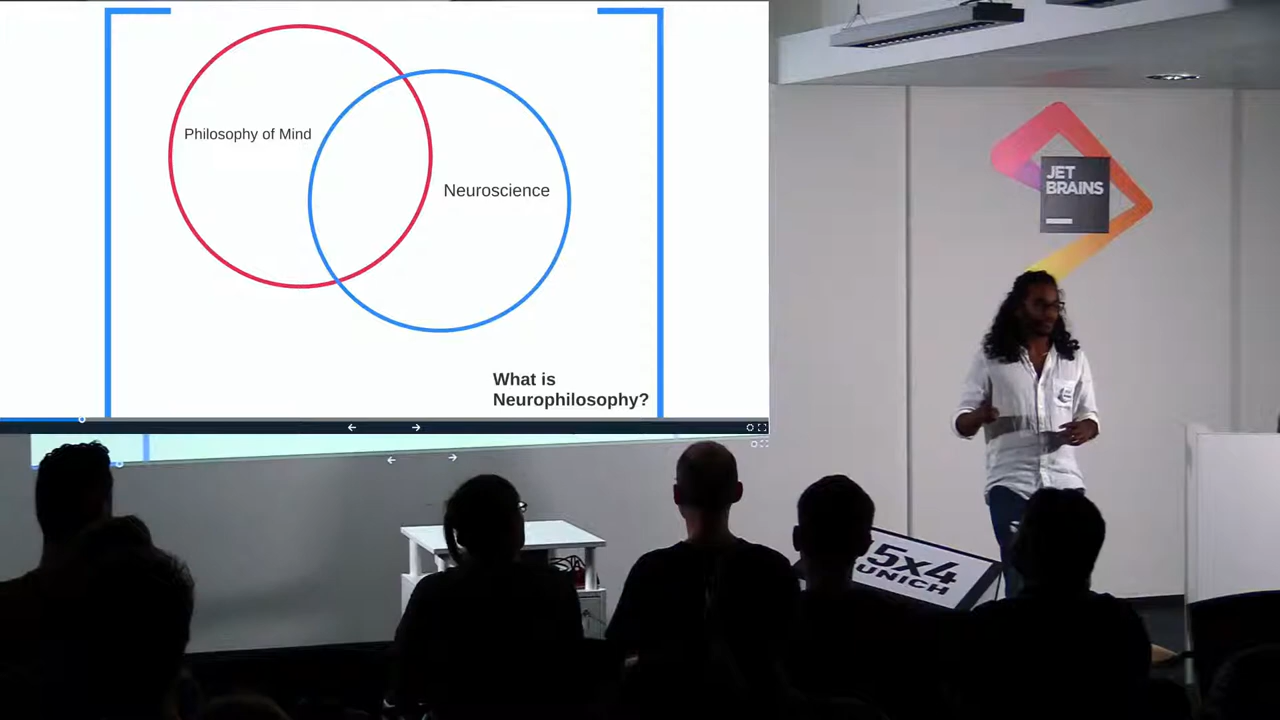 Philosophy of Mind
Neuroscience
What is
Neurophilosophy?
JET
BRAINS
5x4
UNICH